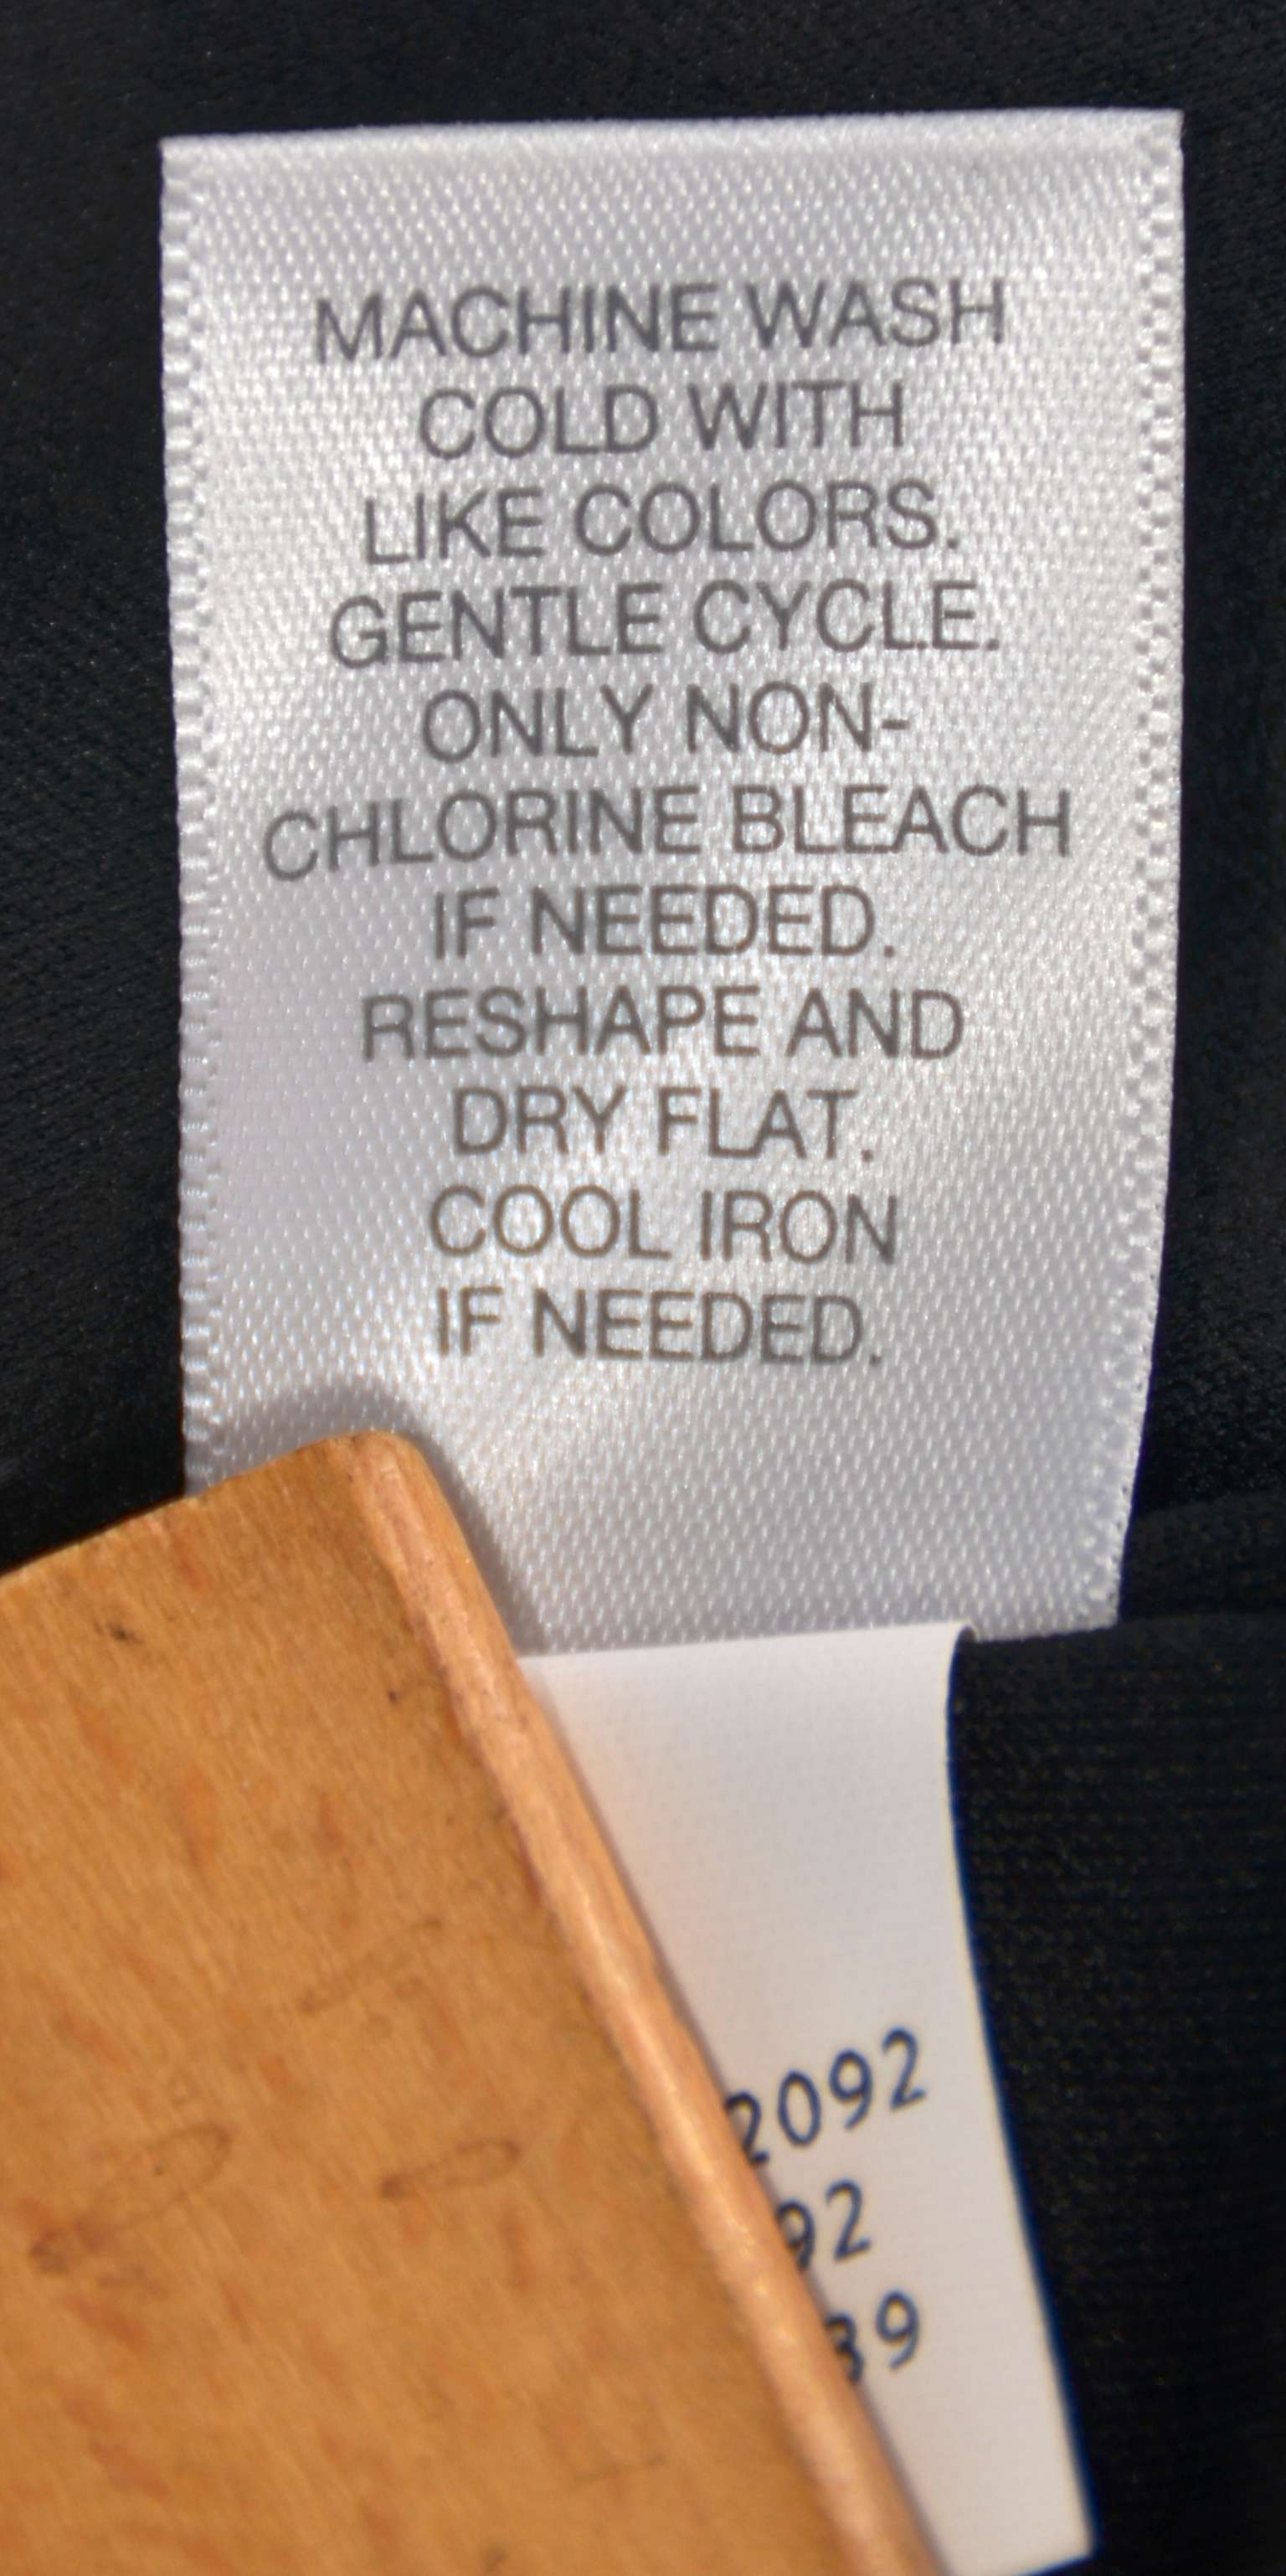 MACHINE WASH
COLD WITH
LIKE COLORS.
GENTLE CYCLE.
ONLY NON-
CHLORINE BLEACH
IF NEEDED.
RESHAPE AND
DRY FLAT.
COOL IRON
IF NEEDED.
2092
92
39